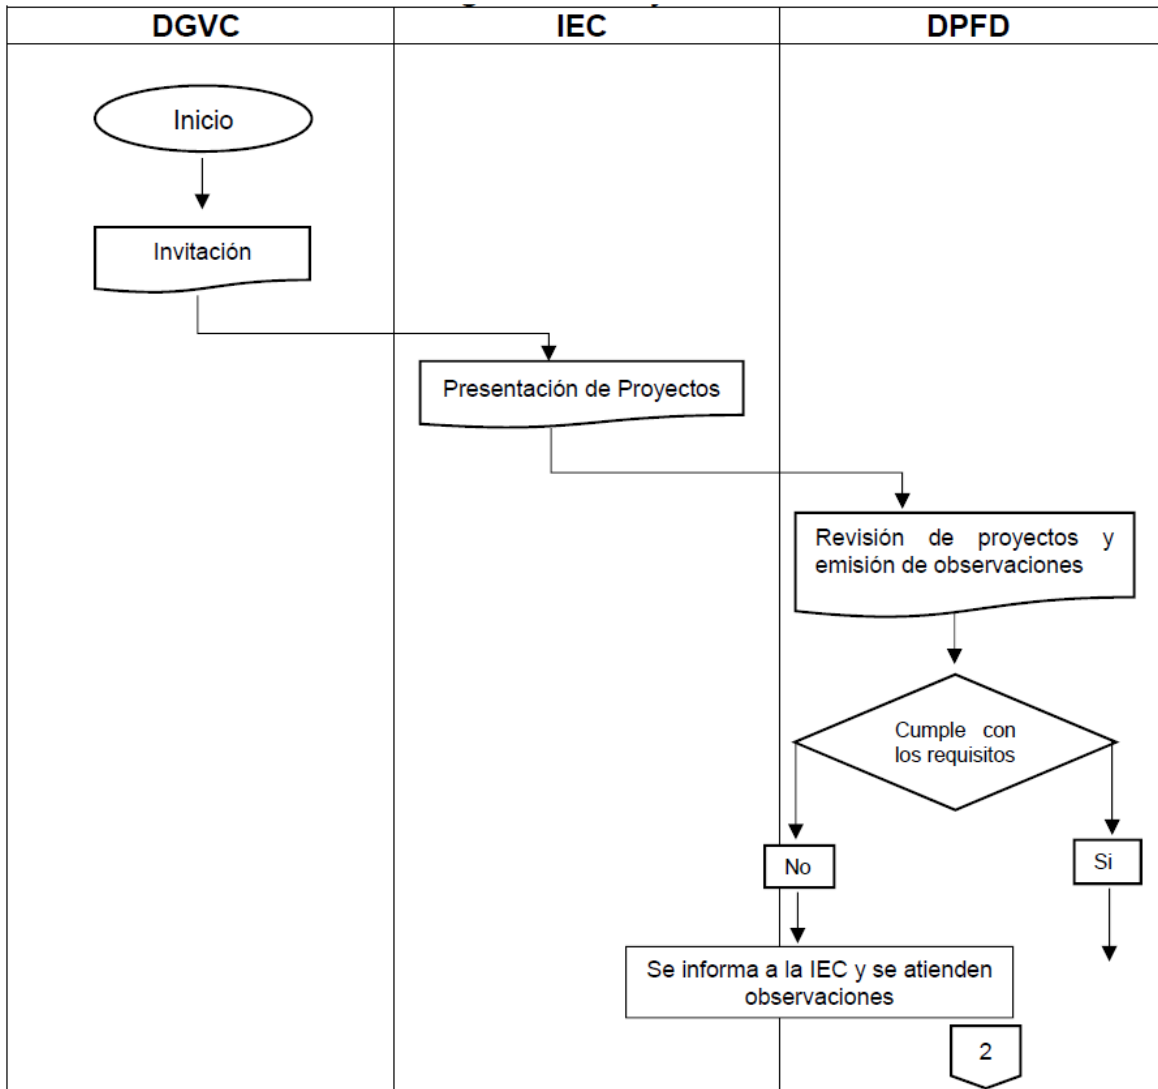 DGVC
IEC
DPFD
Inicio
Invitación
Presentación de Proyectos
Revisión de proyectos y
emisión de observaciones
Cumple con
los requisitos
No
Si
Se informa a la IEC y se atienden
observaciones
2